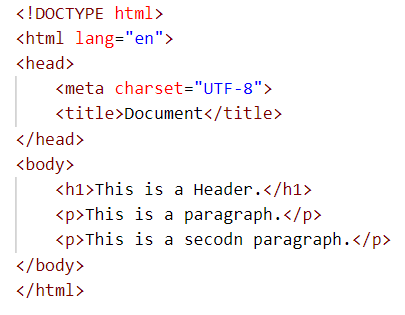 <!DOCTYPE html>
<html lang="en">
<head>
    <meta charset="UTF-8">
    <title>Document</title>
</head>
<body>
    <h1>This is a Header.</h1>
    <p>This is a paragraph.</p>
    <p>This is a secodn paragraph.</p>
</body>
</html>